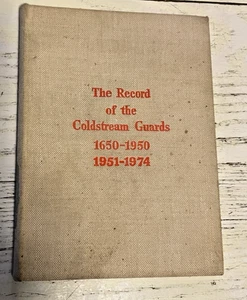 The Record
of the
Coldstream Guards
1650-1950
1951-1974